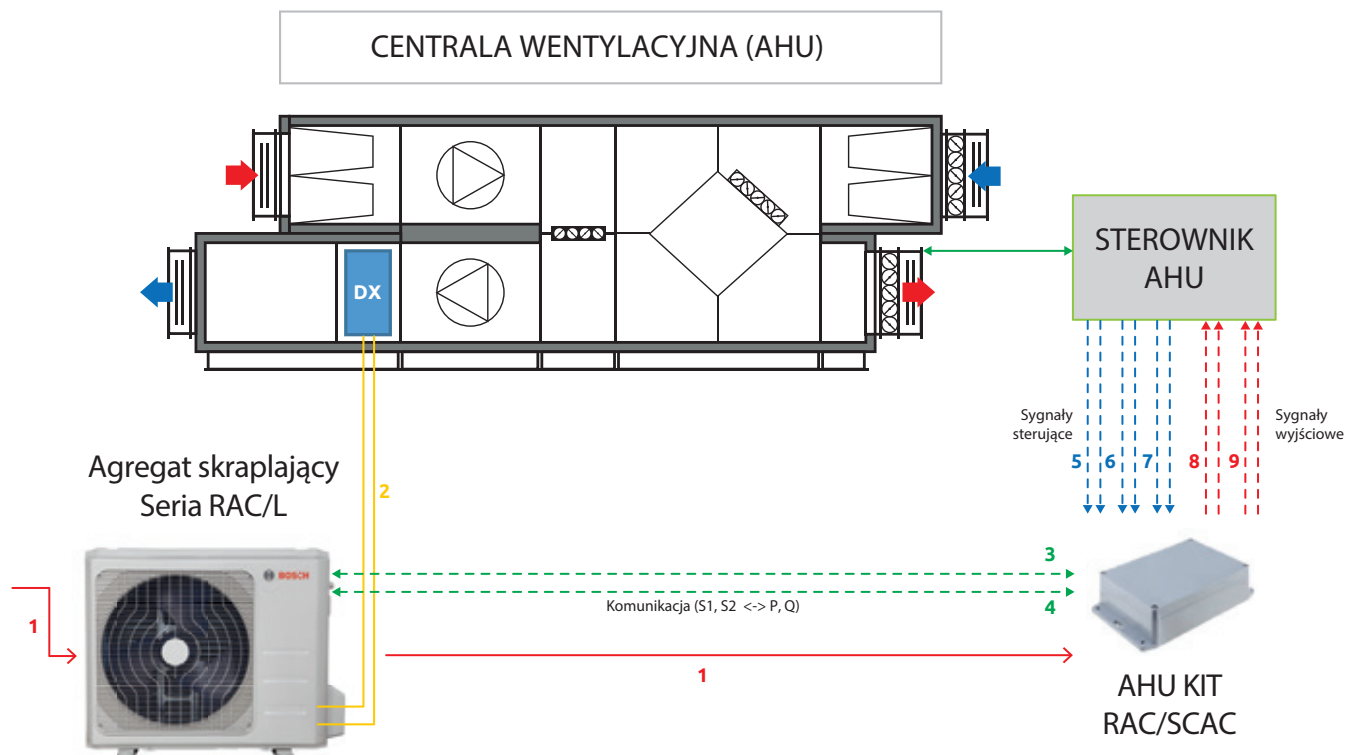 CENTRALA WENTYLACYJNA (AHU)
DX
STEROWNIK
AHU
Sygnały
sterujące
5
6
7
8
9
Sygnały
wyjściowe
Agregat skraplający
Seria RAC/L
2
BOSCH
1
3
Komunikacja (S1, S2 <-> P, Q)
4
1
AHU KIT
RAC/SCAC